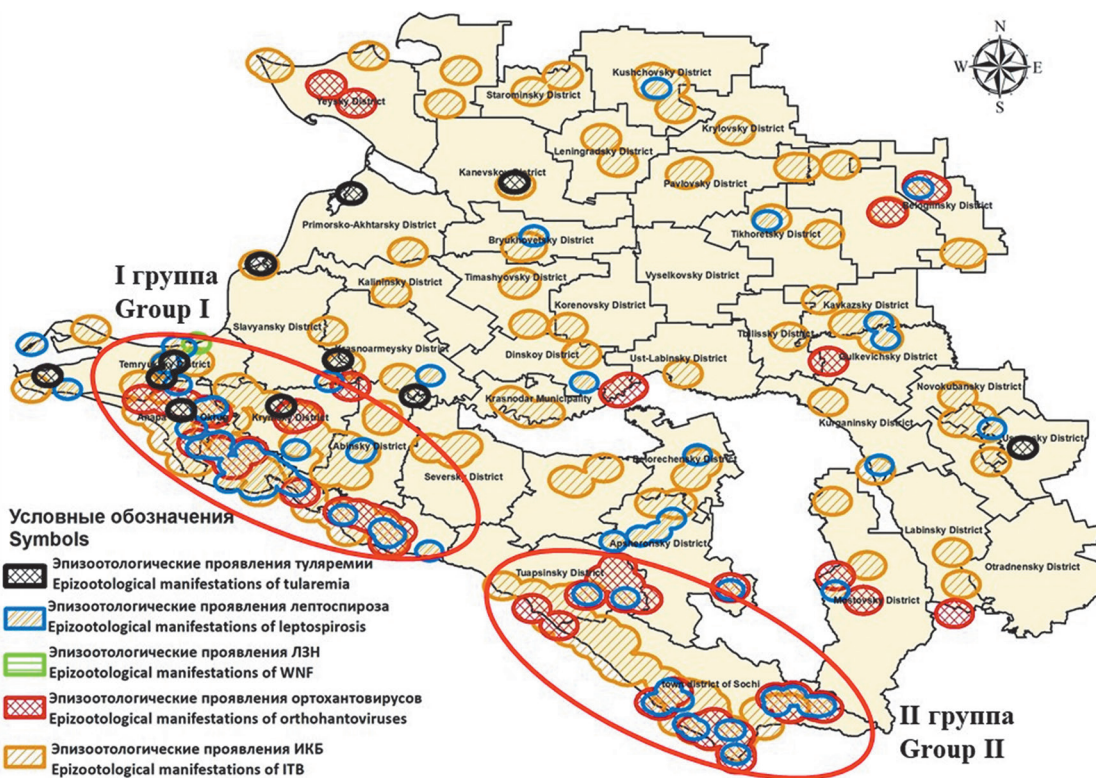 N
W
E
S
Kushchovsky District
Starominsky District
Yeysky District
Krylovsky District
Leningradsky District
Kanevskoy District
Pavlovsky District
Beloglinsky District
Primorsko-Akhtarsky District
Tikhoretsky District
Bryukhovetsky District
I группа
Group I
Timashyovsky District
Vyselkovsky District
Kalininsky District
Korenovsky District
Kavkazsky District
Slavyansky District
Tbilissky District
Krasnoarmeysky District
Dinskoy District
Gulkevichsky District
Ust-Labinsky District
Temryuksky District
Novokubansky District
Krasnodar Municipality
Kurganinsky District
Anapa
Okrug
Krymsky District
Uspensky District
Abinsky District
Belorechensky District
Seversky District
Labinsky District
Apsheronsky District
Otradnensky District
Tuapsinsky District
Mostovsky District
town district of Sochi
II группа
Group II
Условные обозначения
Symbols
Эпизоотологические проявления туляремии
Epizootological manifestations of tularemia
Эпизоотологические проявления лептоспироза
Epizootological manifestations of leptospirosis
Эпизоотологические проявления ЛЗН
Epizootological manifestations of WNF
Эпизоотологические проявления ортохантовирусов
Epizootological manifestations of orthohantoviruses
Эпизоотологические проявления ИКБ
Epizootological manifestations of ITB